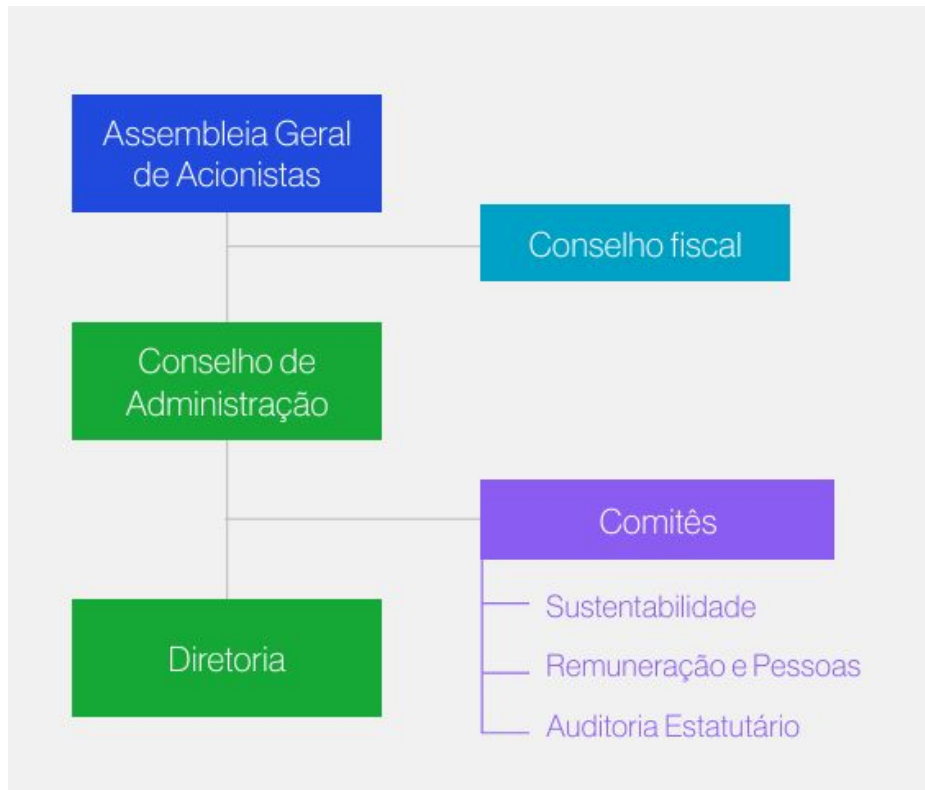 Assembleia Geral
de Acionistas
Conselho fiscal
Conselho de
Administração
Comitês
Sustentabilidade
Diretoria
Remuneração e Pessoas
Auditoria Estatutário